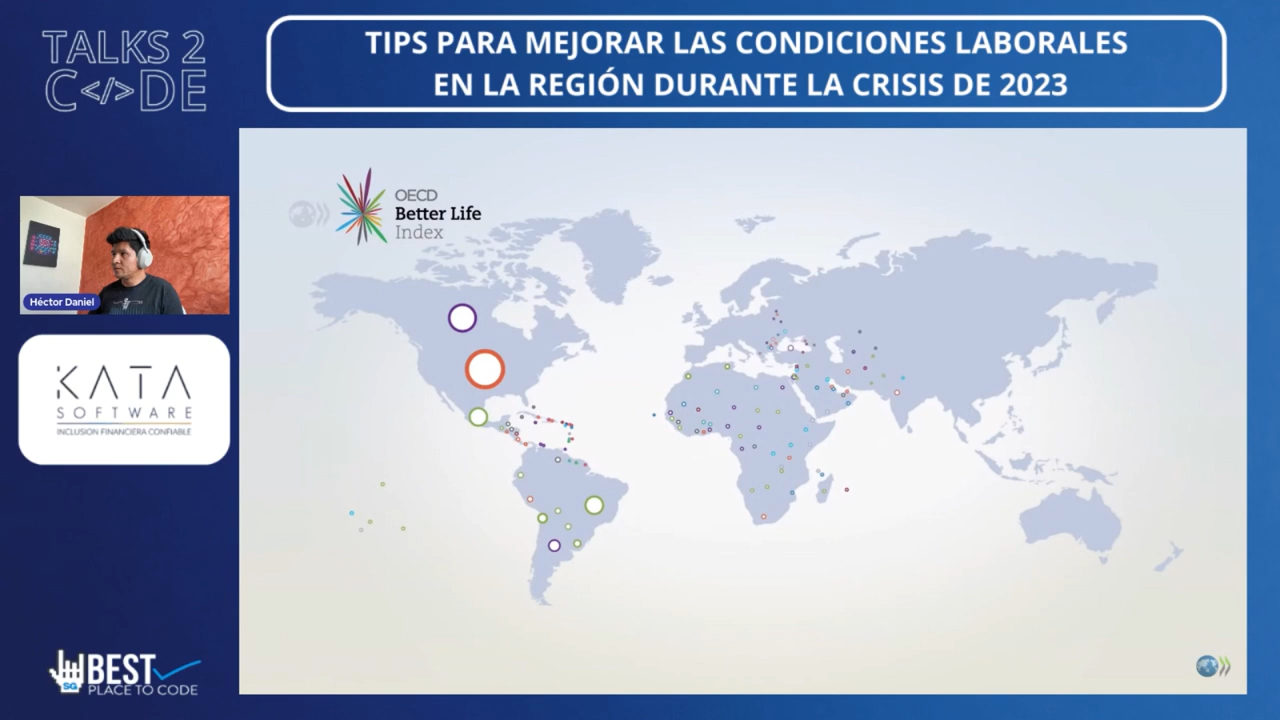 TALKS 2
C</>DE
TIPS PARA MEJORAR LAS CONDICIONES LABORALES
EN LA REGIÓN DURANTE LA CRISIS DE 2023
OECD
Better Life
Index
Héctor Daniel
KATA
SOFTWARE
INCLUSION FINANCIERA CONFIABLE
SG
BEST
PLACE TO CODE